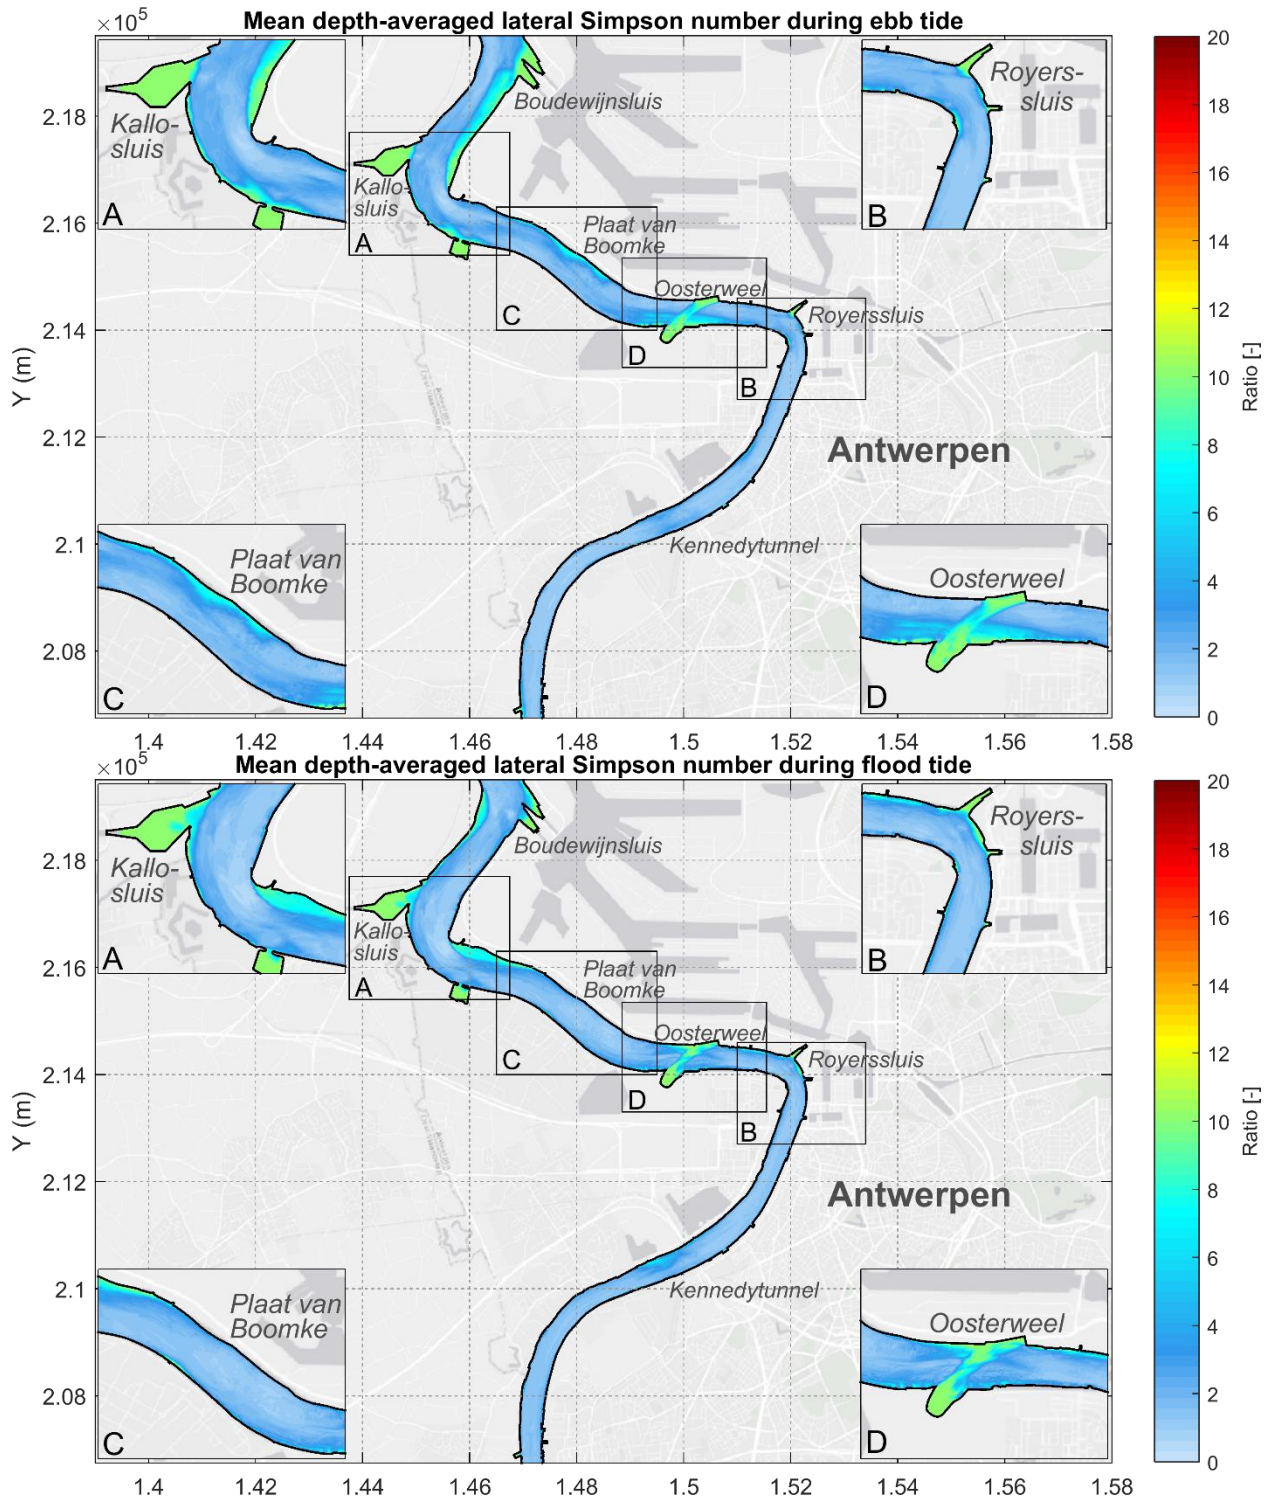 ×10⁵ Mean depth-averaged lateral Simpson number during ebb tide
Kallo-
sluis
A
Boudewijnsluis
Royers-
sluis
B
2.18
2.16
2.14
2.12
2.1
2.08
Y (m)
Kallo-
sluis
A
Plaat van
Boomke
C
Oosterweel
D
Royerssluis
B
Antwerpen
Kennedytunnel
Plaat van
Boomke
C
Oosterweel
D
1.4 1.42 1.44 1.46 1.48 1.5 1.52 1.54 1.56 1.58
20
18
16
14
12
10
8
6
4
2
0
Ratio [-]
×10⁵ Mean depth-averaged lateral Simpson number during flood tide
Kallo-
sluis
A
Boudewijnsluis
Royers-
sluis
B
2.18
2.16
2.14
2.12
2.1
2.08
Y (m)
Kallo-
sluis
A
Plaat van
Boomke
C
Oosterweel
D
Royerssluis
B
Antwerpen
Kennedytunnel
Plaat van
Boomke
C
Oosterweel
D
1.4 1.42 1.44 1.46 1.48 1.5 1.52 1.54 1.56 1.58
20
18
16
14
12
10
8
6
4
2
0
Ratio [-]